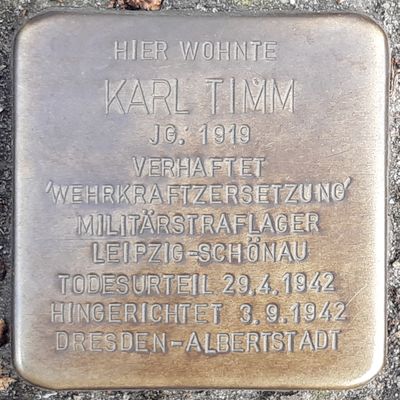 HIER WOHNTE
KARL TIMM
JG. 1919
VERHAFTET
'WEHRKRAFTZERSETZUNG'
MILITÄRSTRAFLAGER
LEIPZIG-SCHÖNAU
TODESURTEIL 29.4.1942
HINGERICHTET 3.9.1942
DRESDEN-ALBERTSTADT